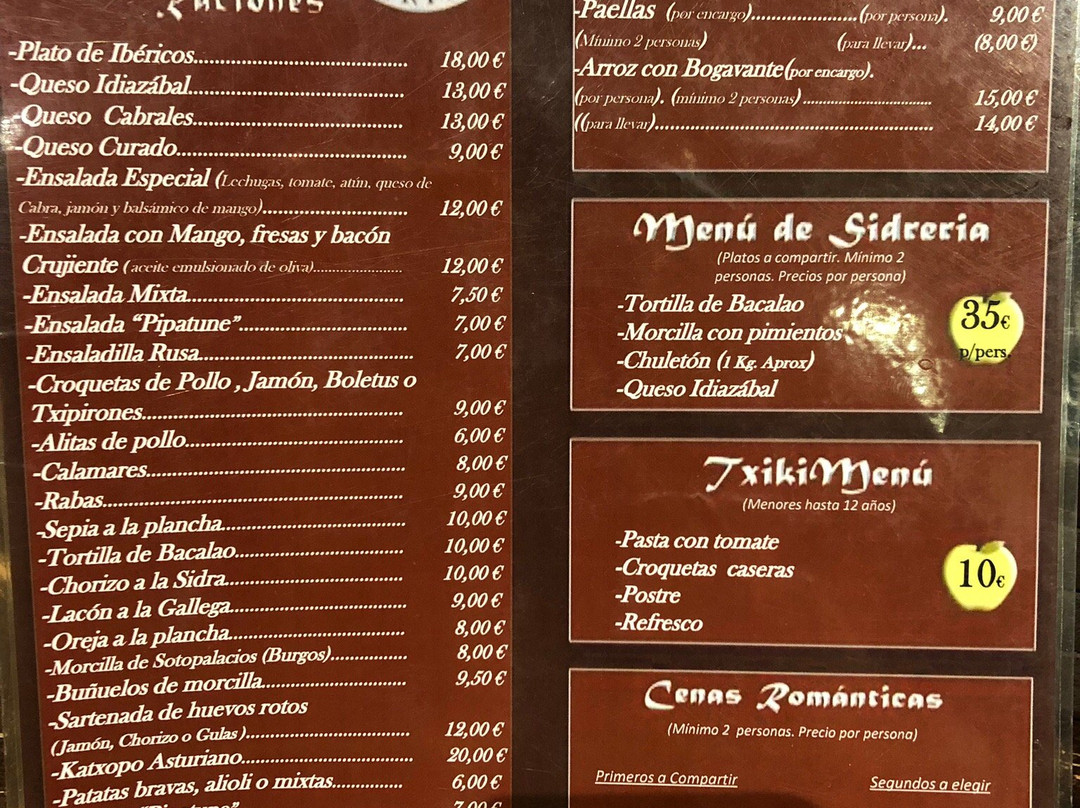 Raciones
-Plato de Ibéricos........................................ 18,00 €
-Queso Idiazábal........................................ 13,00 €
-Queso Cabrales........................................ 13,00 €
-Queso Curado........................................... 9,00 €
-Ensalada Especial (Lechugas, tomate, atún, queso de
Cabra, jamón y balsámico de mango)........................... 12,00 €
-Ensalada con Mango, fresas y bacón
Crujiente (aceite emulsionado de oliva)...................... 12,00 €
-Ensalada Mixta........................................ 7,50 €
-Ensalada “Pipatune”................................ 7,00 €
-Ensaladilla Rusa........................................ 7,00 €
-Croquetas de Pollo , Jamón, Boletus o
Txipirones................................................. 9,00 €
-Alitas de pollo......................................... 6,00 €
-Calamares................................................ 8,00 €
-Rabas........................................................ 9,00 €
-Sepia a la plancha.................................. 10,00 €
-Tortilla de Bacalao................................ 10,00 €
-Chorizo a la Sidra................................. 10,00 €
-Lacón a la Gallega................................. 9,00 €
-Oreja a la plancha................................. 8,00 €
-Morcilla de Sotopalacios (Burgos)............... 8,00 €
-Buñuelos de morcilla........................... 9,50 €
-Sartenada de huevos rotos
(Jamón, Chorizo o Gulas)............................... 12,00 €
-Katxopo Asturiano................................. 20,00 €
-Patatas bravas, alioli o mixtas............. 6,00 €
7,00 €
-Paellas (por encargo).....................(por persona). 9,00 €
(Mínimo 2 personas) (para llevar)... (8,00 €)
-Arroz con Bogavante(por encargo).
(por persona). (mínimo 2 personas)............................... 15,00 €
((para llevar).......................................................... 14,00 €
Menú de Sidreria
(Platos a compartir. Mínimo 2
personas. Precios por persona)
-Tortilla de Bacalao
-Morcilla con pimientos
-Chuletón (1 Kg. Aprox)
-Queso Idiazábal
35€
p/pers.
TxikiMenú
(Menores hasta 12 años)
-Pasta con tomate
-Croquetas caseras
-Postre
-Refresco
10€
Cenas Románticas
(Mínimo 2 personas. Precio por persona)
Primeros a Compartir Segundos a elegir